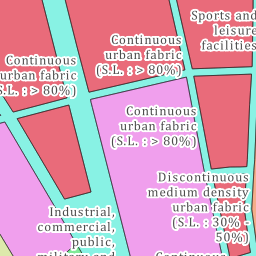 Sports and
leisure
facilities
Continuous
urban fabric
(S.L. : > 80%)
Continuous
urban fabric
(S.L. : > 80%)
Continuous
urban fabric
(S.L. : > 80%)
Discontinuous
medium density
urban fabric
(S.L. : 30% -
50%)
Industrial,
commercial,
public,
military and
Continuous